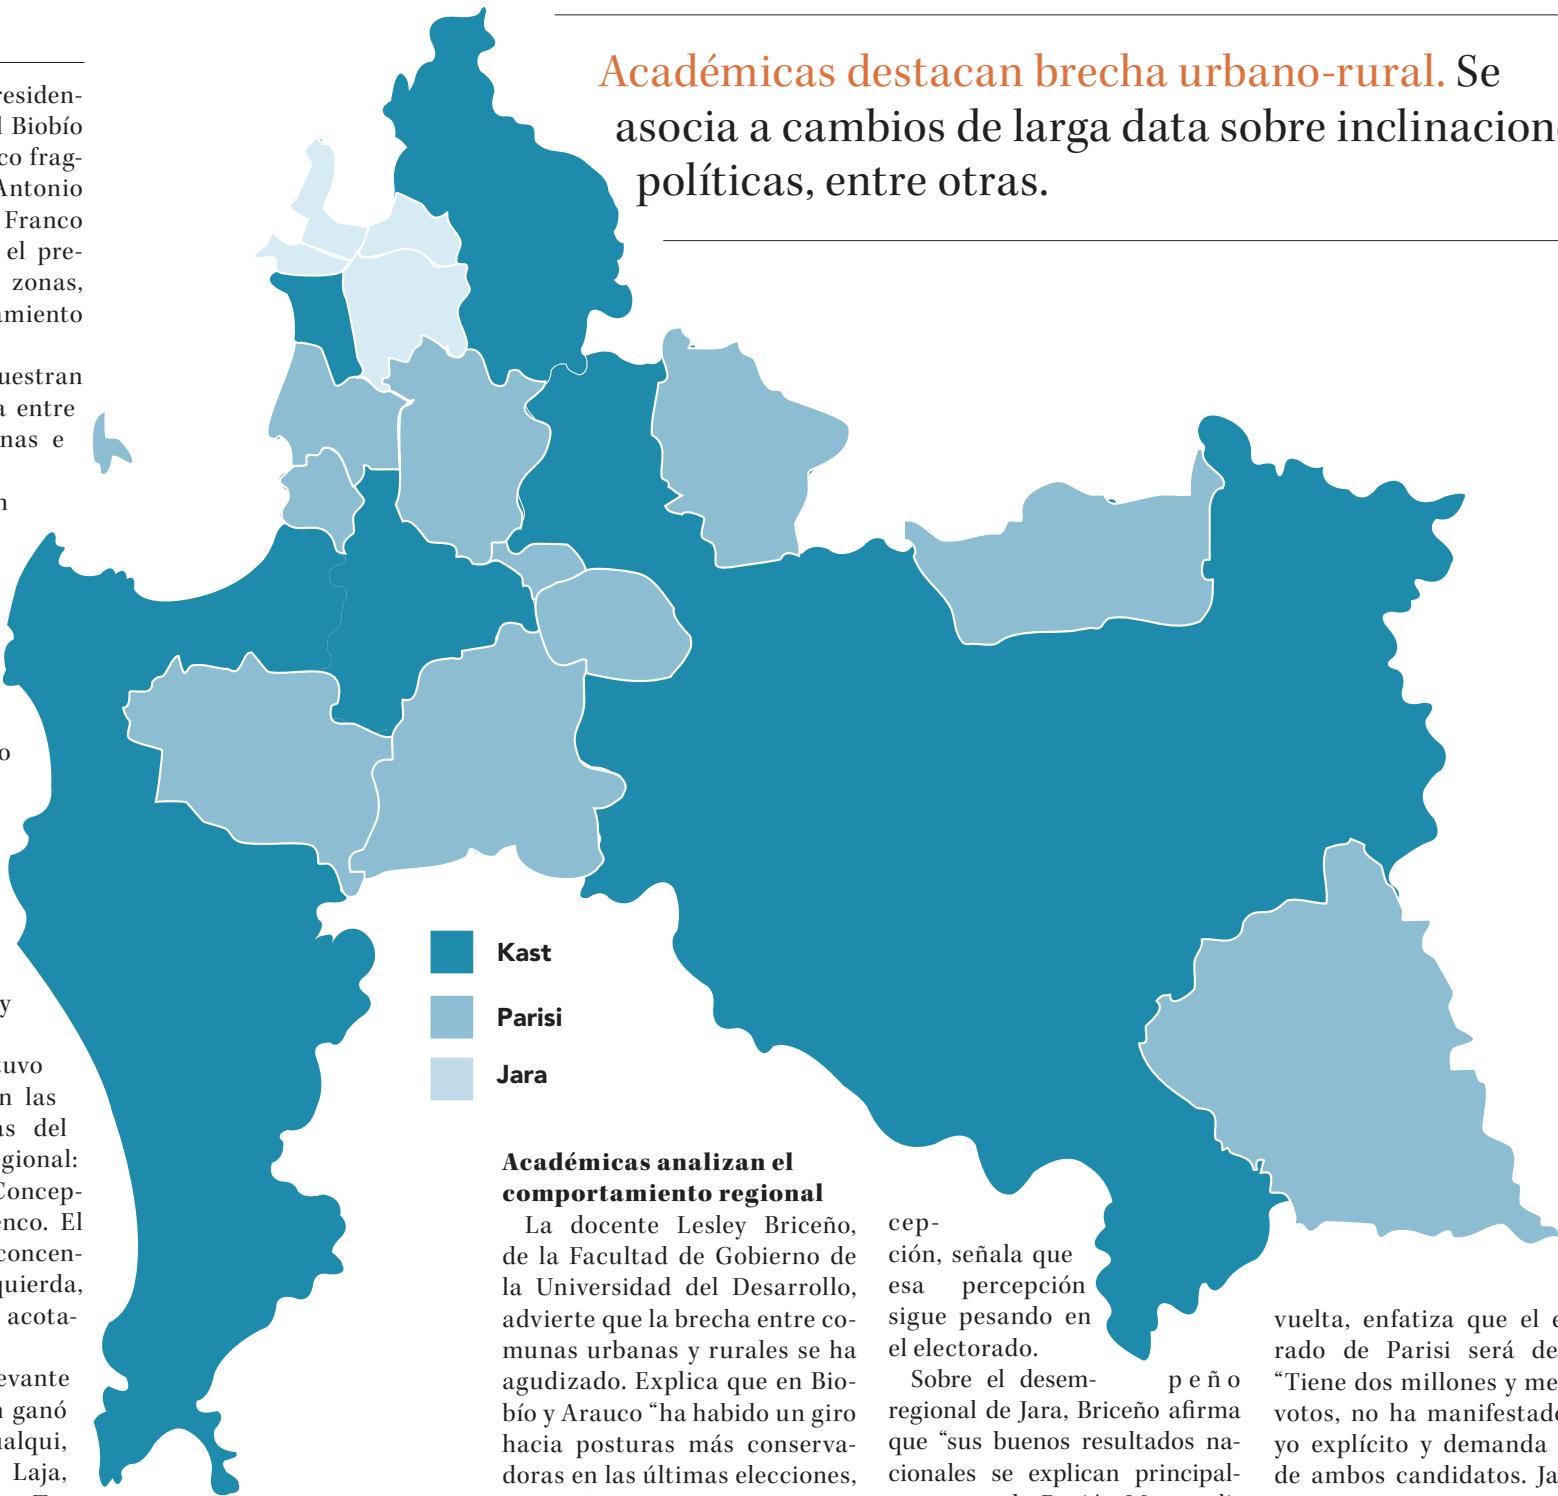 Académicas destacan brecha urbano-rural. Se
asocia a cambios de larga data sobre inclinacion
políticas, entre otras.
residen-
l Biobío
co frag-
Antonio
Franco
el pre-
zonas,
amiento
uestran
a entre
nas e
n
o
y
tuvo
n las
as del
egional:
Concep-
enco. El
concen-
quierda,
acota-
evante
n ganó
ualqui,
Laja,
Kast
Parisi
Jara
Académicas analizan el
comportamiento regional
La docente Lesley Briceño,
de la Facultad de Gobierno de
la Universidad del Desarrollo,
advierte que la brecha entre co-
munas urbanas y rurales se ha
agudizado. Explica que en Bio-
bío y Arauco “ha habido un giro
hacia posturas más conserva-
doras en las últimas elecciones,
cep-
ción, señala que
esa percepción
sigue pesando en
el electorado.
Sobre el desem- peño
regional de Jara, Briceño afirma
que “sus buenos resultados na-
cionales se explican principal-
vuelta, enfatiza que el e
rado de Parisi será de
“Tiene dos millones y me
votos, no ha manifestad
yo explícito y demanda
de ambos candidatos. Ja